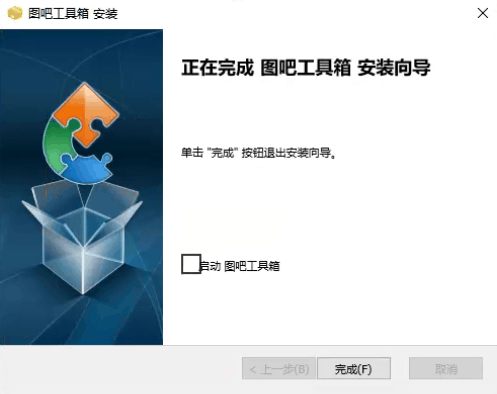 图吧工具箱 安装
正在完成 图吧工具箱 安装向导
单击 "完成" 按钮退出安装向导。
启动 图吧工具箱
< 上一步(B)
完成(F)
取消